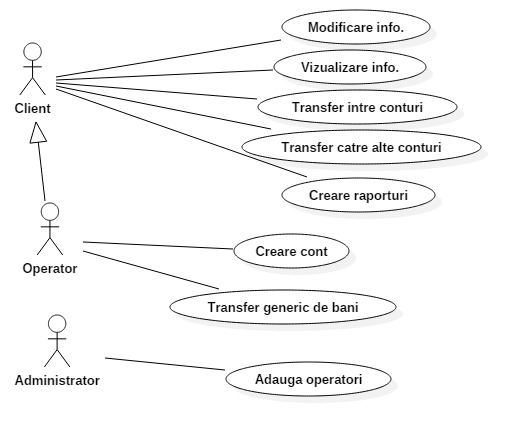 Modificare info.
Vizualizare info.
Client
Transfer intre conturi
Transfer catre alte conturi
Creare raporturi
Operator
Creare cont
Transfer generic de bani
Administrator
Adauga operatori